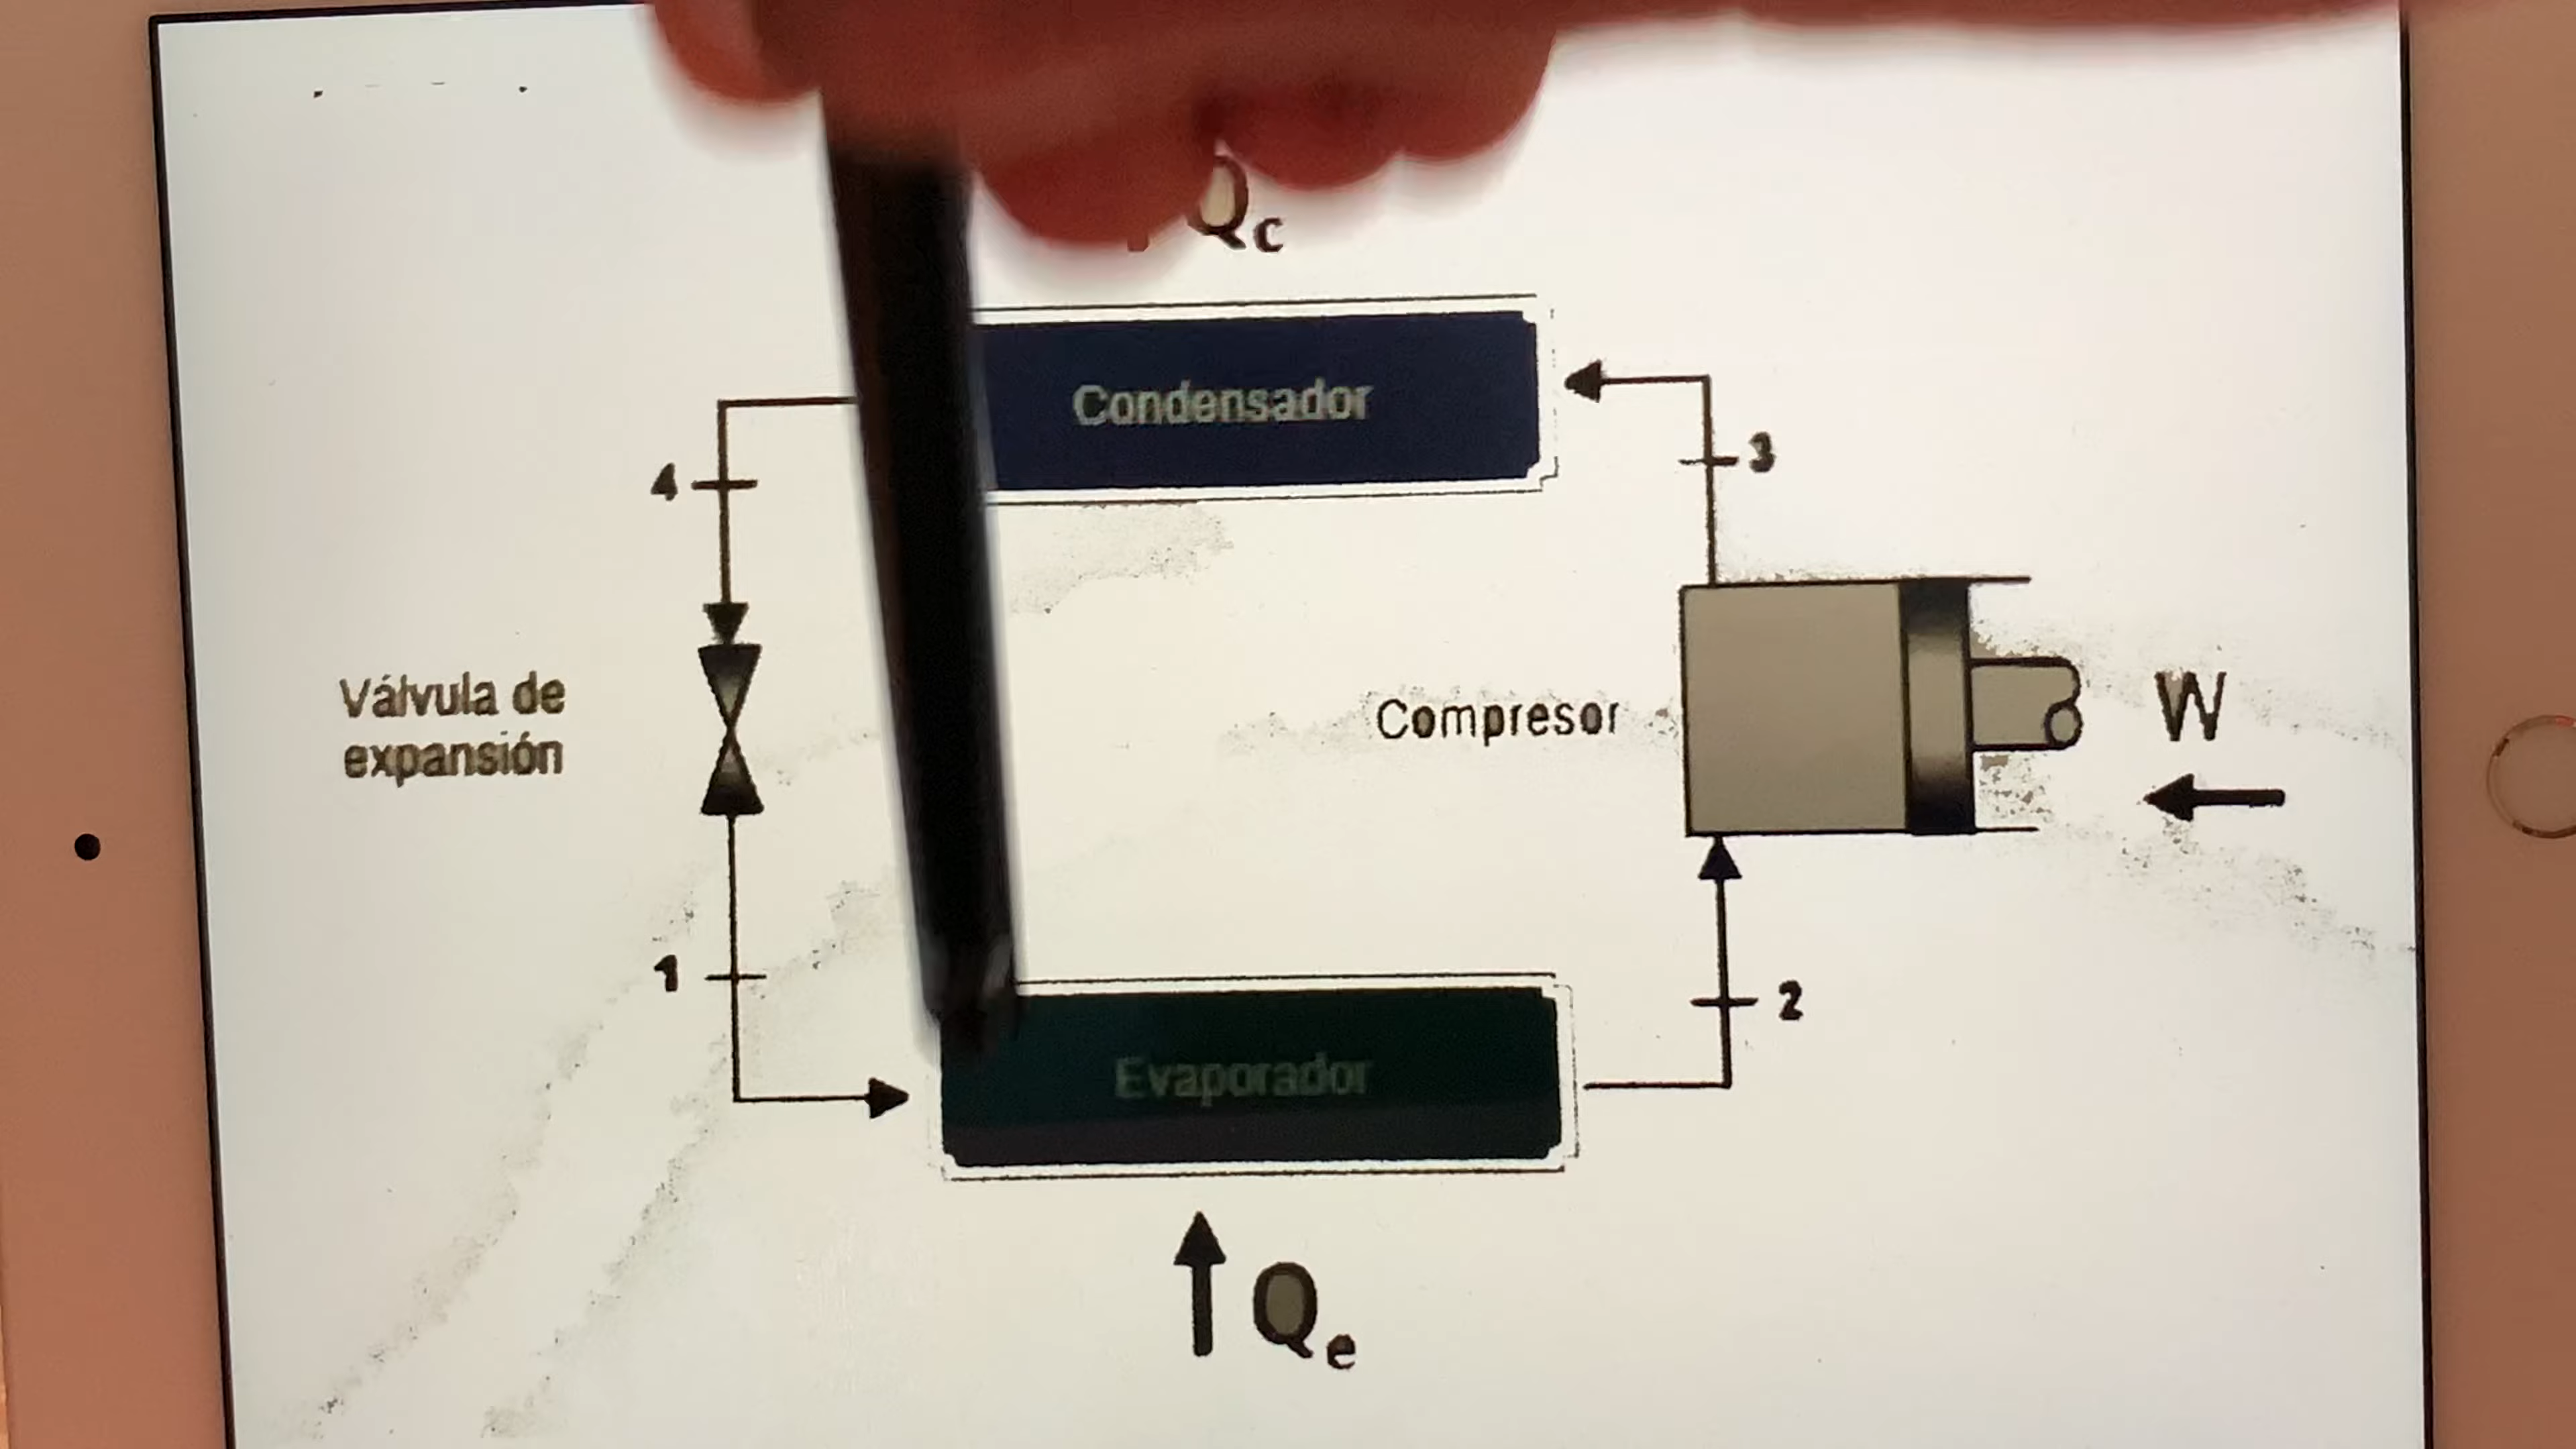 Qc
Condensador
3
4
Válvula de
expansión
Compresor
W
1
2
Evaporador
Qe